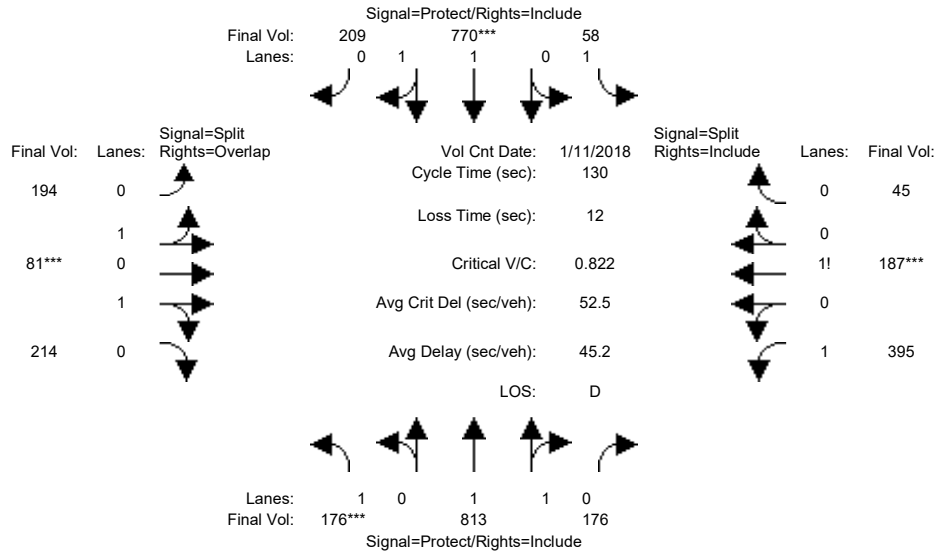 Signal=Protect/Rights=Include
Final Vol: 209 770*** 58
Lanes: 0 1 1 0 1
Signal=Split
Final Vol: Lanes: Rights=Overlap
Vol Cnt Date: 1/11/2018
Signal=Split
Rights=Include Lanes: Final Vol:
Cycle Time (sec): 130
194 0
0 45
Loss Time (sec): 12
1
0
81*** 0
Critical V/C: 0.822
1! 187***
1
Avg Crit Del (sec/veh): 52.5
0
214 0
Avg Delay (sec/veh): 45.2
1 395
LOS: D
Lanes: 1 0 1 1 0
Final Vol: 176*** 813 176
Signal=Protect/Rights=Include